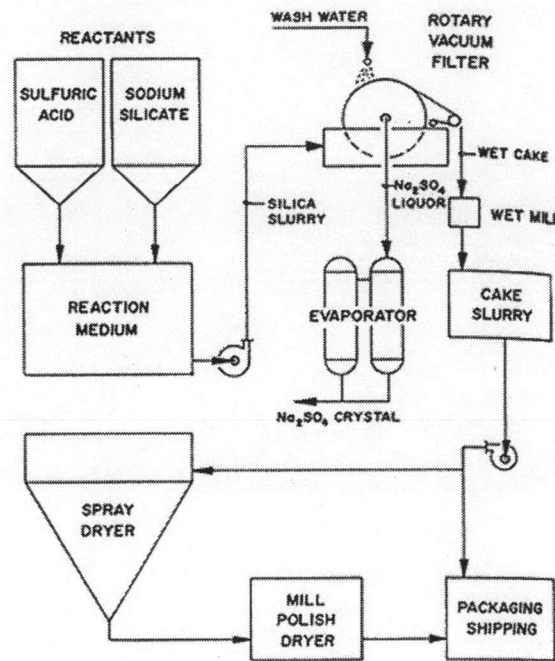 WASH WATER
ROTARY
VACUUM
FILTER
REACTANTS
SULFURIC
ACID
SODIUM
SILICATE
WET CAKE
Na2SO4
LIQUOR
SILICA
SLURRY
WET MILL
REACTION
MEDIUM
EVAPORATOR
CAKE
SLURRY
Na2SO4 CRYSTAL
SPRAY
DRYER
MILL
POLISH
DRYER
PACKAGING
SHIPPING